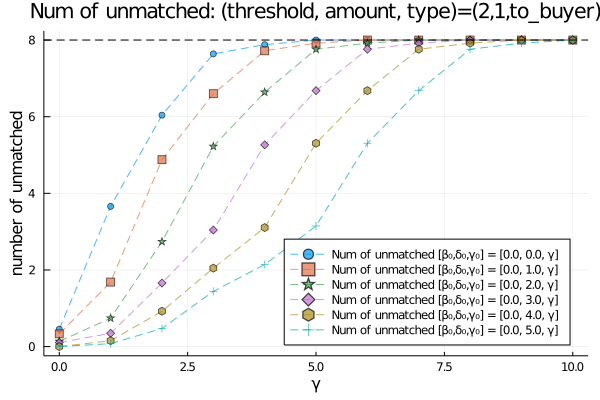 Num of unmatched: (threshold, amount, type)=(2,1,to_buyer)
number of unmatched
8
6
4
2
0
0.0 2.5 5.0 7.5 10.0
γ
Num of unmatched [β₀,δ₀,γ₀] = [0.0, 0.0, γ]
Num of unmatched [β₀,δ₀,γ₀] = [0.0, 1.0, γ]
Num of unmatched [β₀,δ₀,γ₀] = [0.0, 2.0, γ]
Num of unmatched [β₀,δ₀,γ₀] = [0.0, 3.0, γ]
Num of unmatched [β₀,δ₀,γ₀] = [0.0, 4.0, γ]
Num of unmatched [β₀,δ₀,γ₀] = [0.0, 5.0, γ]